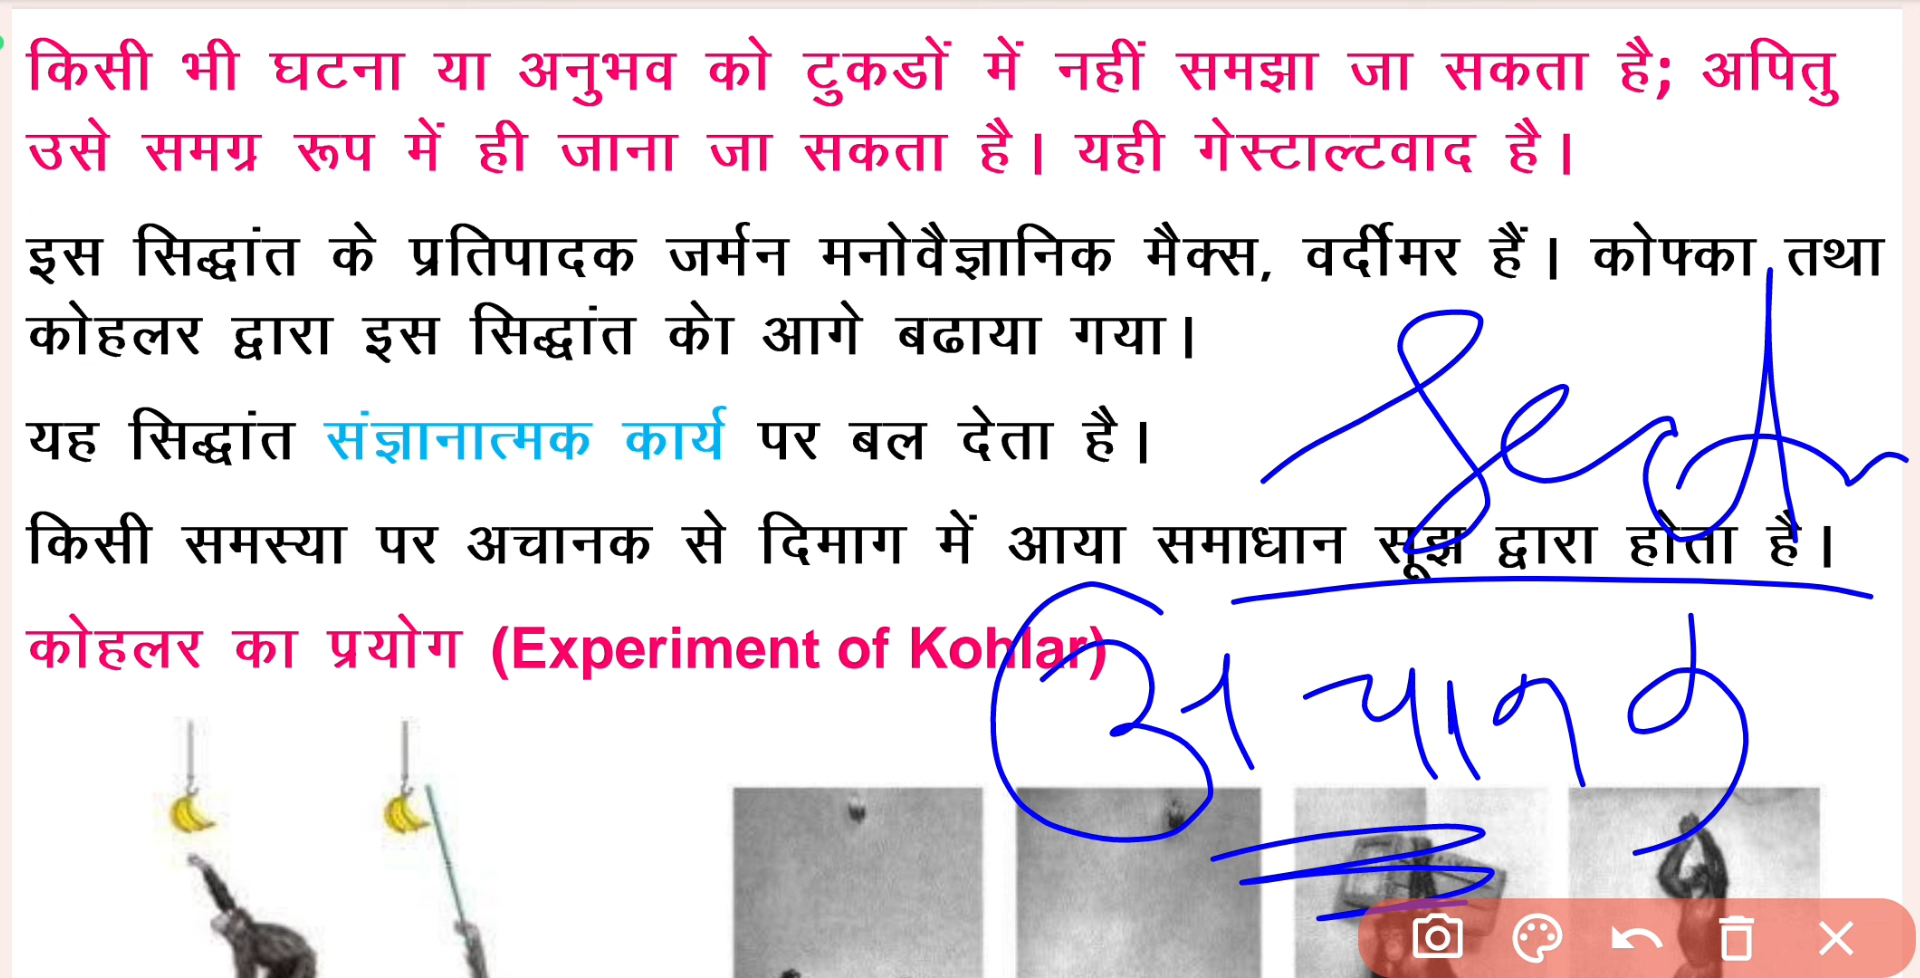 किसी भी घटना या अनुभव को टुकडों में नहीं समझा जा सकता है; अपितु
उसे समग्र रूप में ही जाना जा सकता है। यही गेस्टाल्टवाद है।
इस सिद्धांत के प्रतिपादक जर्मन मनोवैज्ञानिक मैक्स, वर्दीमर हैं। कोफ्का तथा
कोहलर द्वारा इस सिद्धांत केा आगे बढाया गया।
यह सिद्धांत संज्ञानात्मक कार्य पर बल देता है।
किसी समस्या पर अचानक से दिमाग में आया समाधान सूझ द्वारा होता है।
कोहलर का प्रयोग (Experiment of Kohlar)
अचानक